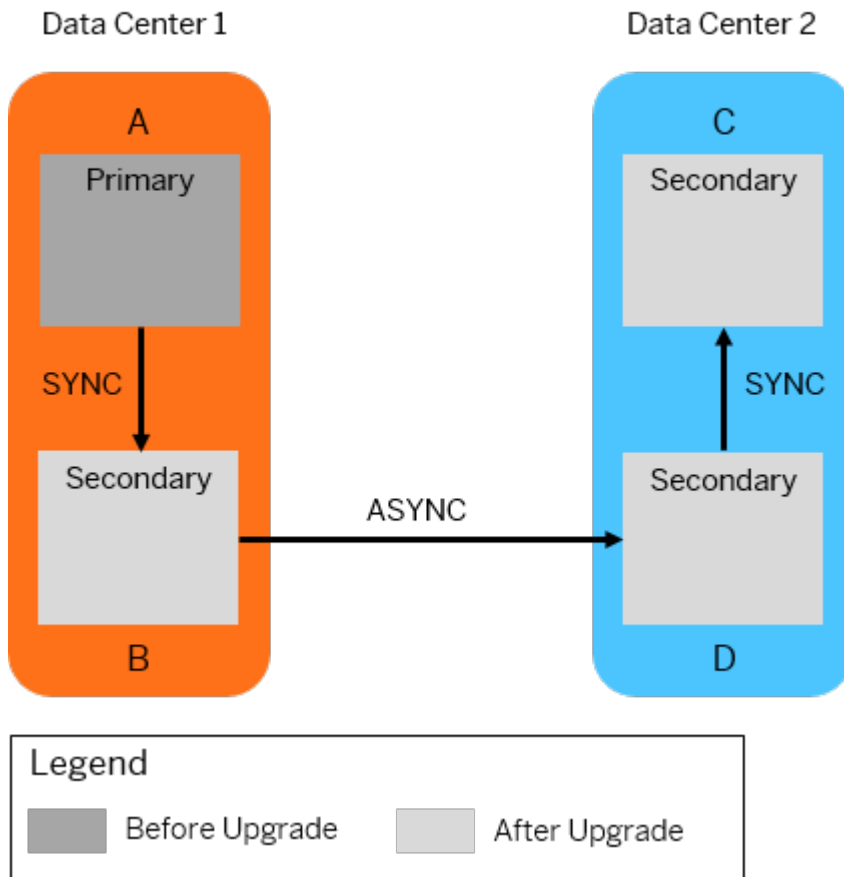 Data Center 1
Data Center 2
A
Primary
SYNC
Secondary
B
ASYNC
C
Secondary
SYNC
Secondary
D
Legend
Before Upgrade
After Upgrade